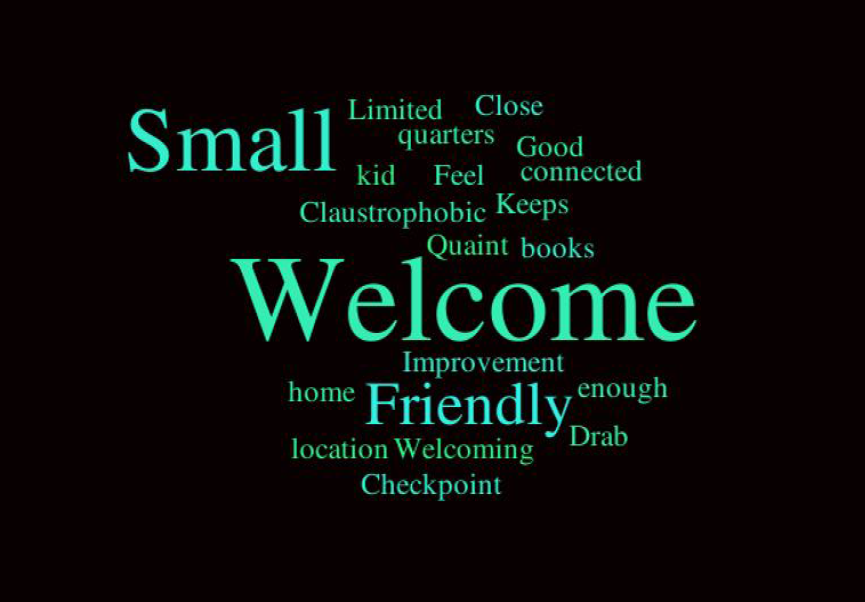 Limited Close
Small quarters Good
kid Feel connected
Claustrophobic Keeps
Quaint books
Welcome
Improvement
home Friendly enough
location Welcoming Drab
Checkpoint